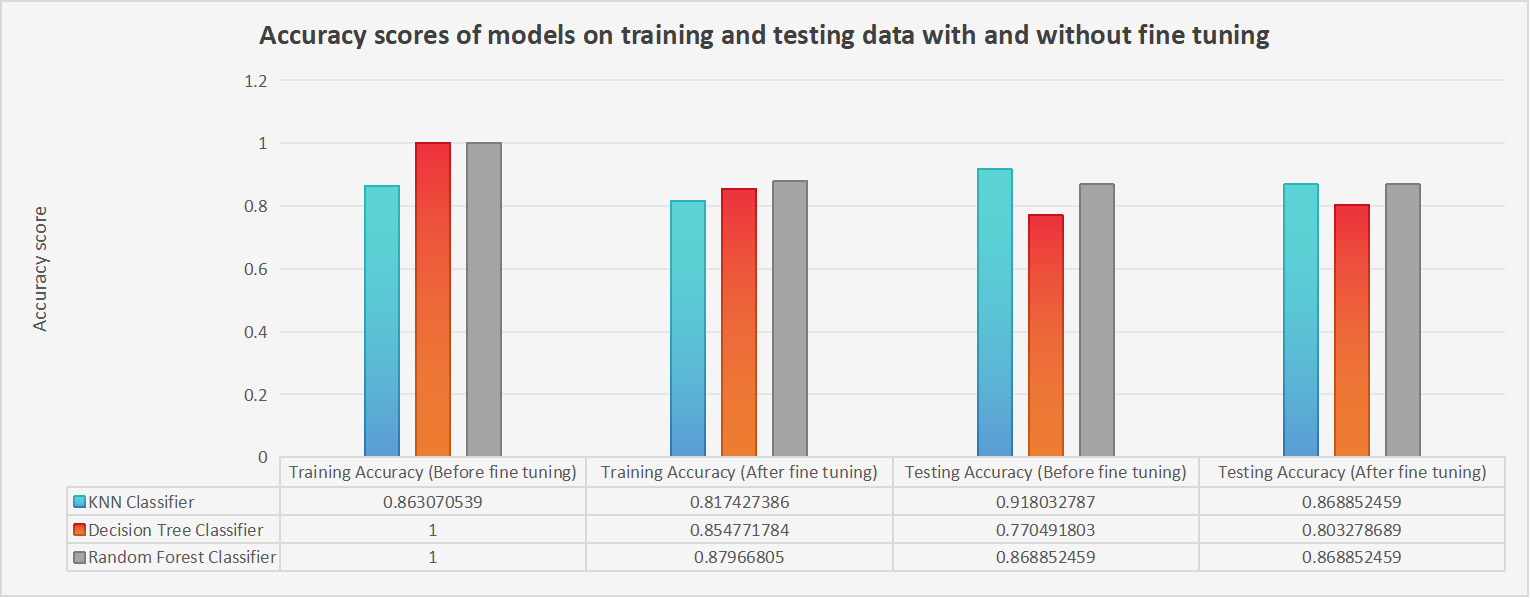 Accuracy scores of models on training and testing data with and without fine tuning
Accuracy score
1.2
1
0.8
0.6
0.4
0.2
0
Training Accuracy (Before fine tuning) Training Accuracy (After fine tuning) Testing Accuracy (Before fine tuning) Testing Accuracy (After fine tuning)
KNN Classifier 0.863070539 0.817427386 0.918032787 0.868852459
Decision Tree Classifier 1 0.854771784 0.770491803 0.803278689
Random Forest Classifier 1 0.87966805 0.868852459 0.868852459